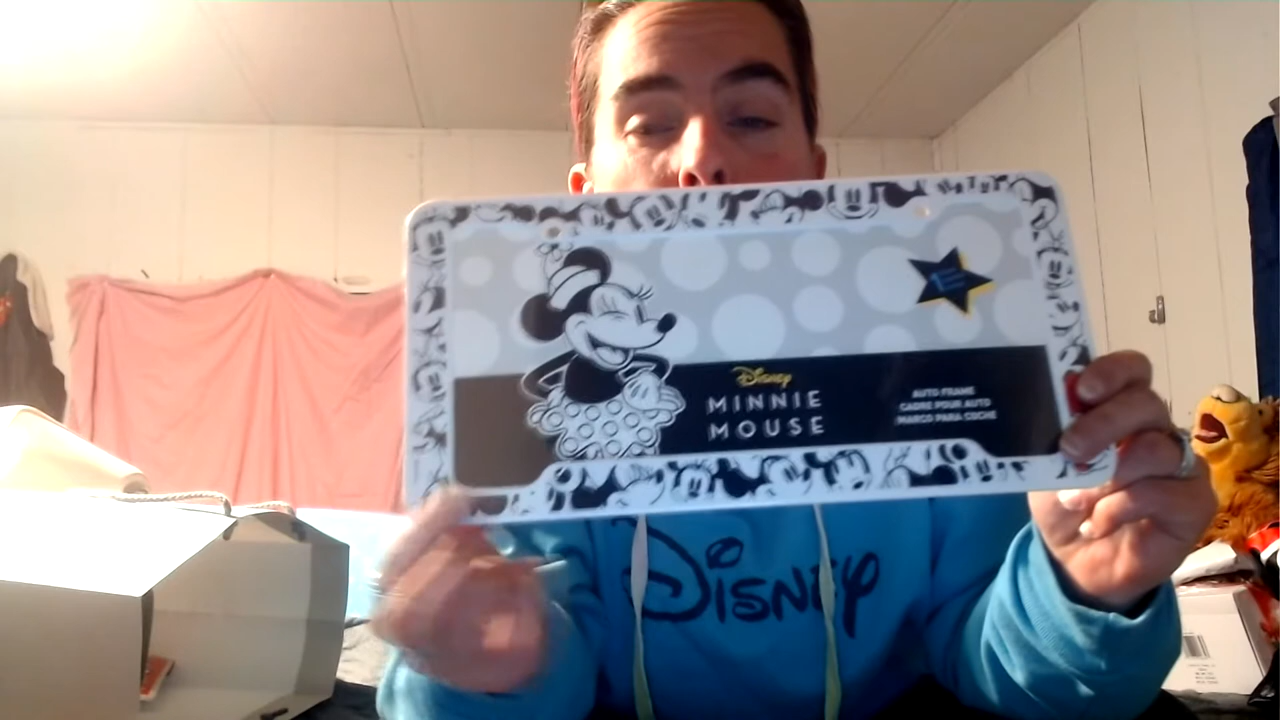 Disney
MINNIE
MOUSE
AUTO FRAME
CADRE POUR AUTO
MARCO PARA COCHE
DISNEY